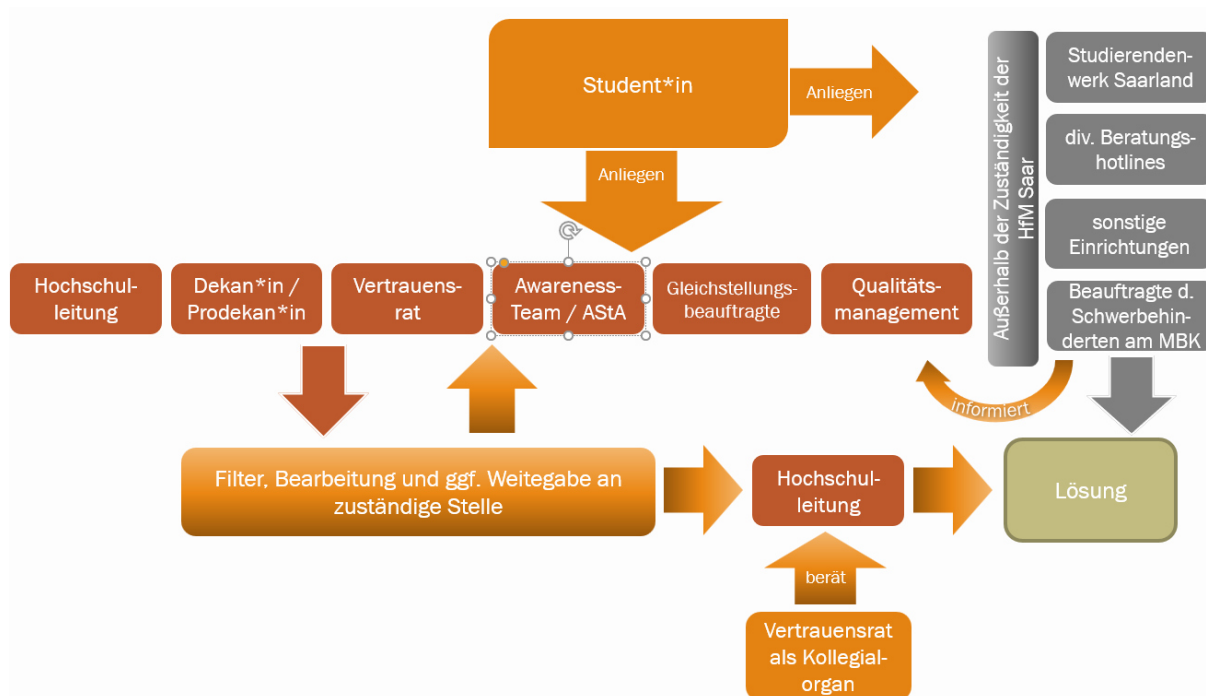 Student*in
Anliegen
Anliegen
Außerhalb der Zuständigkeit der
HfM Saar
Studierenden-
werk Saarland
div. Beratungs-
hotlines
sonstige
Einrichtungen
Beauftragte d.
Schwerbehin-
derten am MBK
Hochschul-
leitung
Dekan*in /
Prodekan*in
Vertrauens-
rat
Awareness-
Team / AStA
Gleichstellungs-
beauftragte
Qualitäts-
management
informiert
Filter, Bearbeitung und ggf. Weitegabe an
zuständige Stelle
Hochschul-
leitung
Lösung
berät
Vertrauensrat
als Kollegial-
organ